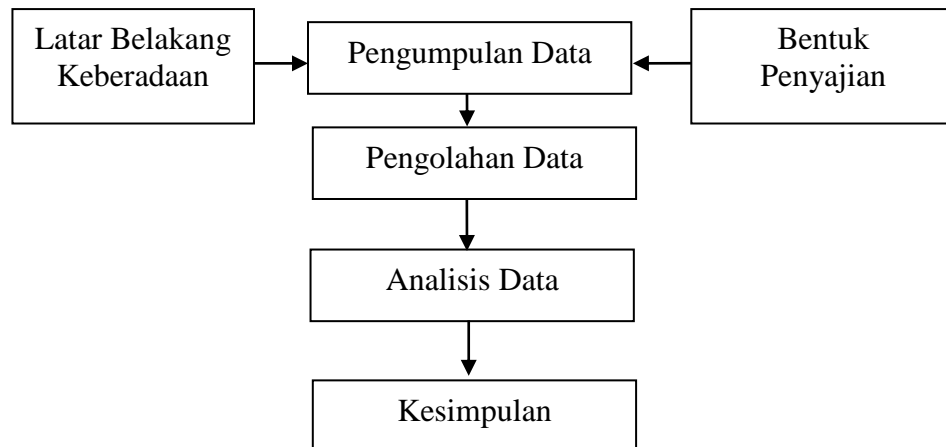 Latar Belakang
Keberadaan
Pengumpulan Data
Bentuk
Penyajian
Pengolahan Data
Analisis Data
Kesimpulan